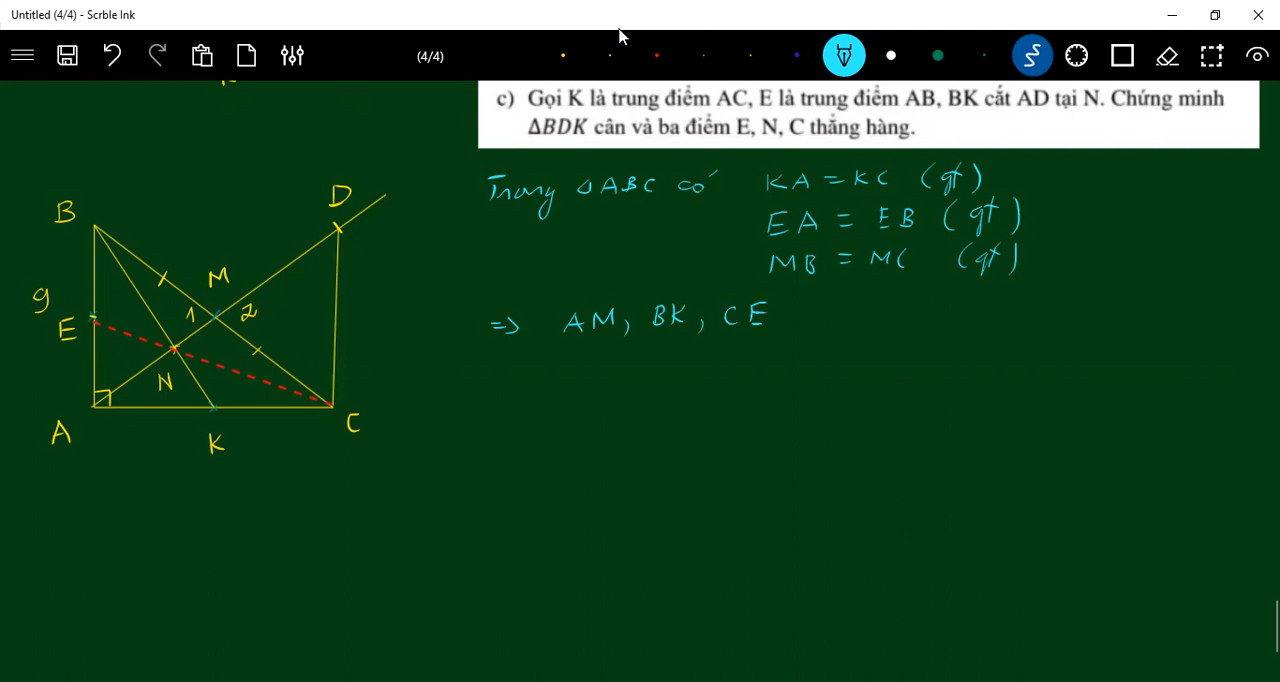 Untitled (4/4) - Scrble Ink
(4/4)
c) Gọi K là trung điểm AC, E là trung điểm AB, BK cắt AD tại N. Chứng minh
ΔBDK cân và ba điểm E, N, C thẳng hàng.
Trong ΔABC có KA = KC (gt)
EA = EB (gt)
MB = MC (gt)
=> AM, BK, CE
B
D
M
g
1
2
E
N
A
K
C